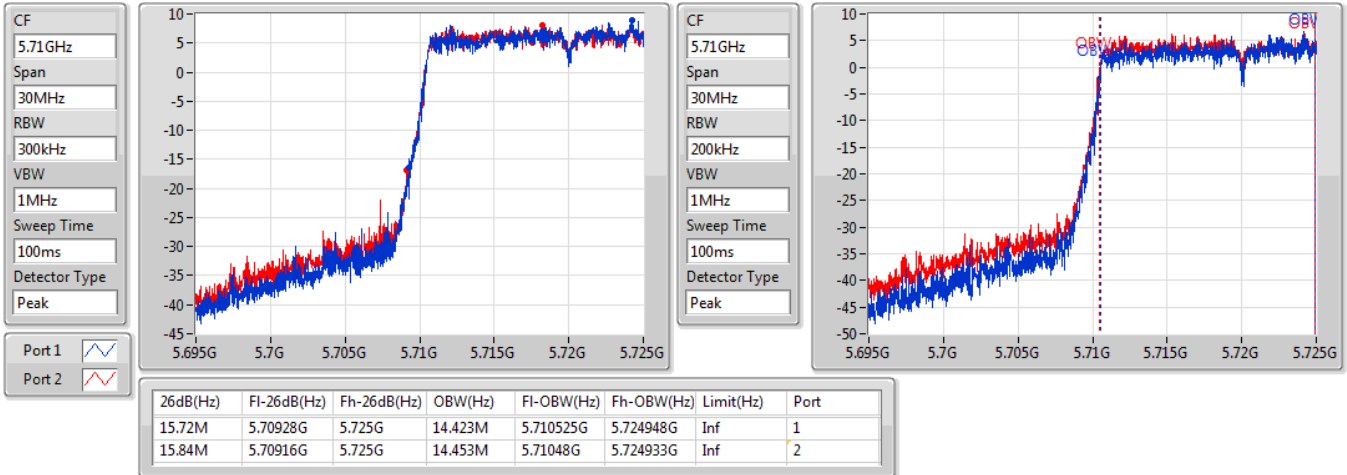 CF
5.71GHz
Span
30MHz
RBW
300kHz
VBW
1MHz
Sweep Time
100ms
Detector Type
Peak
Port 1
Port 2
10
5
0
-5
-10
-15
-20
-25
-30
-35
-40
-45
5.695G 5.7G 5.705G 5.71G 5.715G 5.72G 5.725G
CF
5.71GHz
Span
30MHz
RBW
200kHz
VBW
1MHz
Sweep Time
100ms
Detector Type
Peak
10
5
0
-5
-10
-15
-20
-25
-30
-35
-40
-45
-50
OBW
OBW
5.695G 5.7G 5.705G 5.71G 5.715G 5.72G 5.725G
26dB(Hz) Fl-26dB(Hz) Fh-26dB(Hz) OBW(Hz) Fl-OBW(Hz) Fh-OBW(Hz) Limit(Hz) Port
15.72M 5.70928G 5.725G 14.423M 5.710525G 5.724948G Inf 1
15.84M 5.70916G 5.725G 14.453M 5.71048G 5.724933G Inf 2